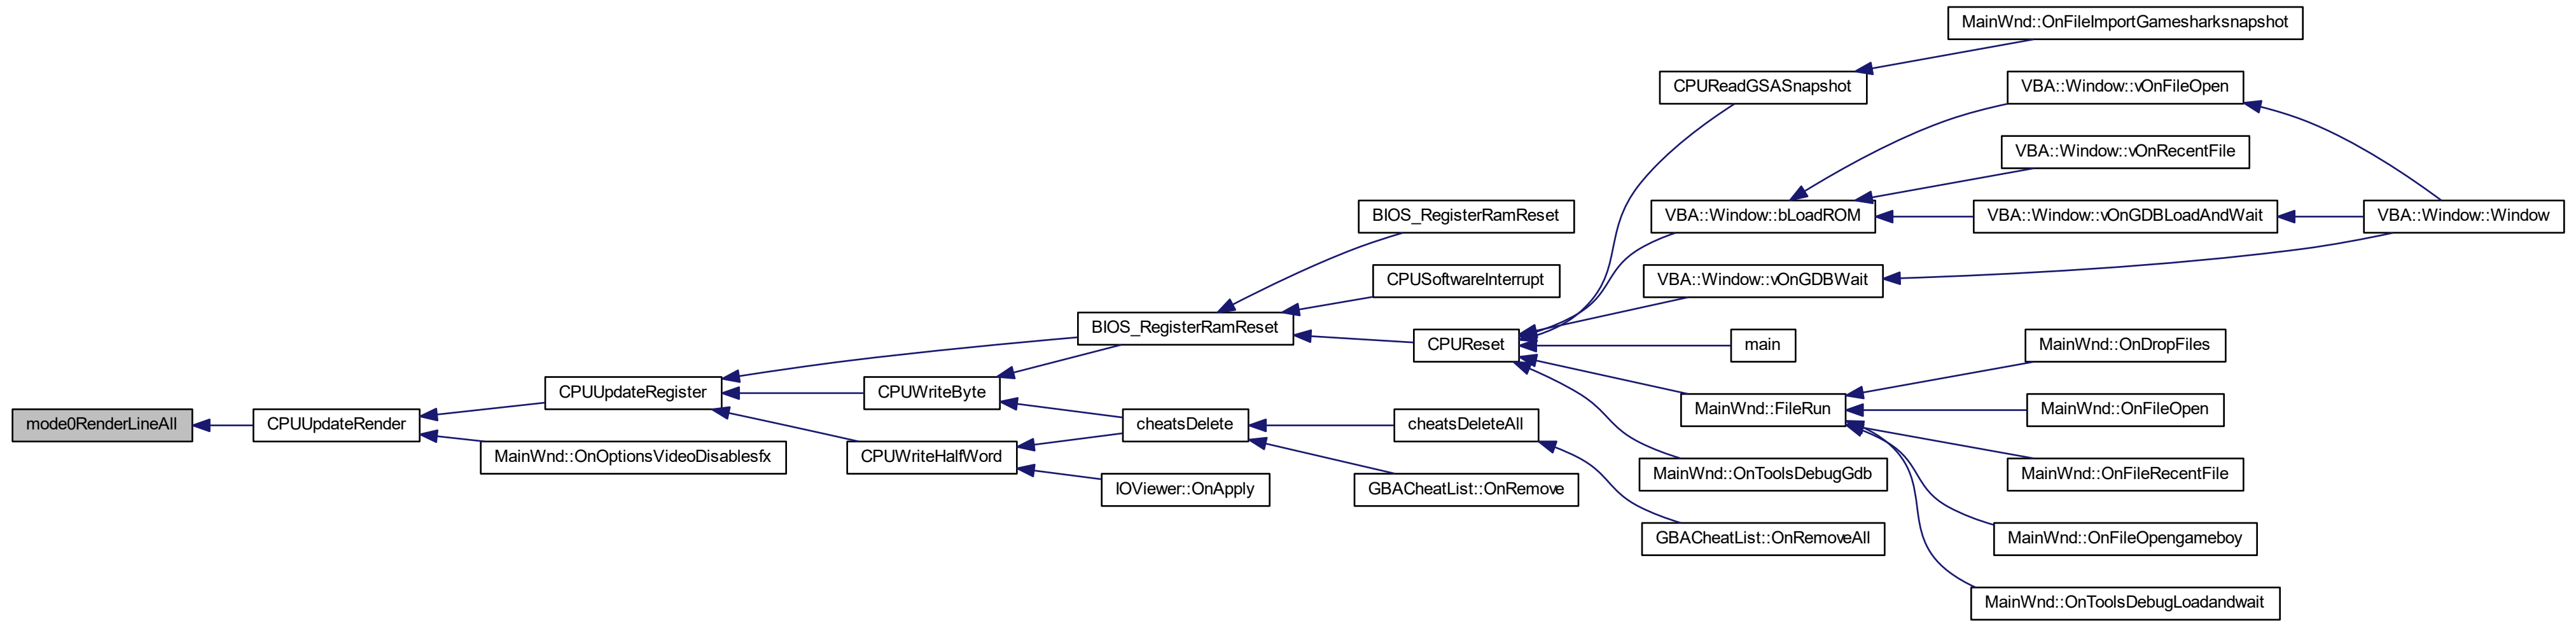 MainWnd::OnFileImportGamesharksnapshot
CPUReadGSASnapshot
VBA::Window::vOnFileOpen
VBA::Window::vOnRecentFile
BIOS_RegisterRamReset
VBA::Window::bLoadROM
VBA::Window::vOnGDBLoadAndWait
VBA::Window::Window
CPUSoftwareInterrupt
VBA::Window::vOnGDBWait
BIOS_RegisterRamReset
CPUReset
main
MainWnd::OnDropFiles
CPUUpdateRegister
CPUWriteByte
MainWnd::FileRun
MainWnd::OnFileOpen
mode0RenderLineAll
CPUUpdateRender
cheatsDelete
cheatsDeleteAll
MainWnd::OnOptionsVideoDisablesfx
CPUWriteHalfWord
MainWnd::OnToolsDebugGdb
MainWnd::OnFileRecentFile
IOViewer::OnApply
GBACheatList::OnRemove
GBACheatList::OnRemoveAll
MainWnd::OnFileOpengameboy
MainWnd::OnToolsDebugLoadandwait